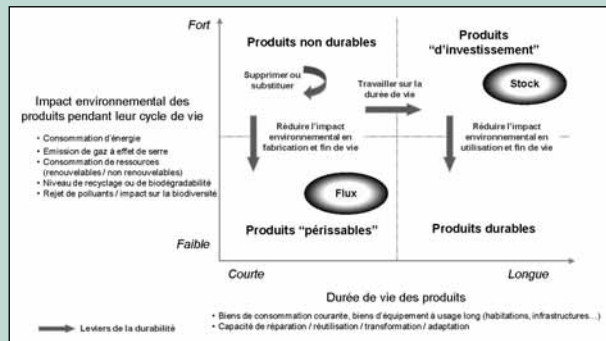 Fort
Produits non durables
Produits
“d’investissement”
Supprimer ou
substituer
Travailler sur la
durée de vie
Stock
Impact environnemental des
produits pendant leur cycle de vie
• Consommation d’énergie
• Emission de gaz à effet de serre
• Consommation de ressources
(renouvelables / non renouvelables)
• Niveau de recyclage ou de biodégradabilité
• Rejet de polluants / impact sur la biodiversité
Réduire l’impact
environnemental en
fabrication et fin de vie
Réduire l’impact
environnemental en
utilisation et fin de vie
Flux
Produits “périssables”
Produits durables
Faible
Courte
Longue
Durée de vie des produits
• Biens de consommation courante, biens d’équipement à usage long (habitations, infrastructures…)
• Capacité de réparation / réutilisation / transformation / adaptation
Leviers de la durabilité